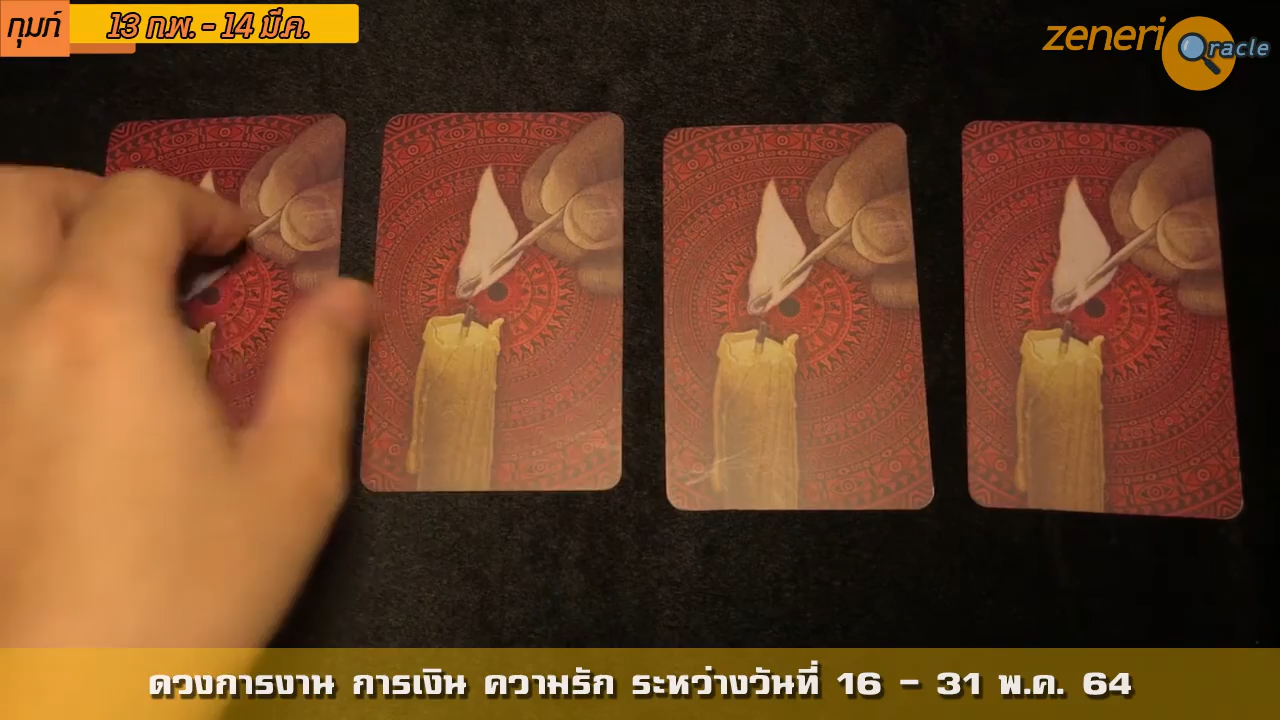 กุมภ์
13 ก.พ. - 14 มี.ค.
zeneri Oracle
ดวงการงาน การเงิน ความรัก ระหว่างวันที่ 16 - 31 พ.ค. 64